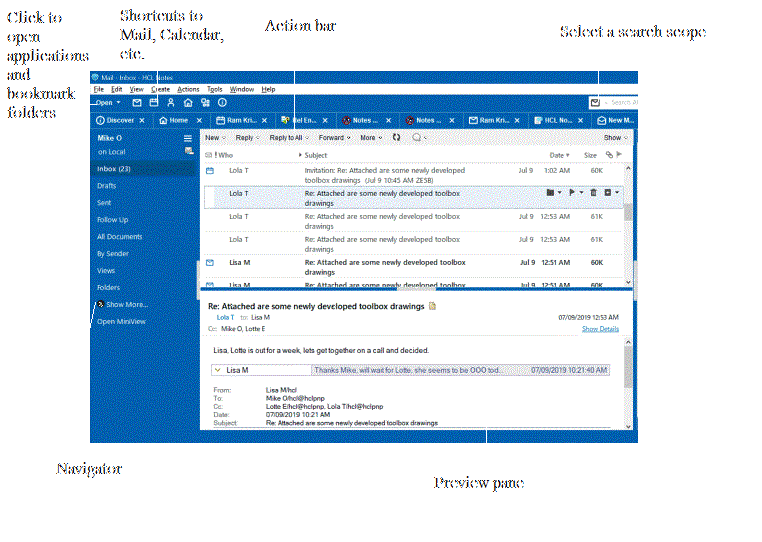 Click to
open
applications
and
bookmark
folders
Shortcuts to
Mail, Calendar,
etc.
Action bar
Select a search scope
Mail - Inbox - HCL Notes
File Edit View Create Actions Tools Window Help
Open
Search Al
Discover X Home X Ram Kri... X Rel En... X Notes ... X Notes ... X Ram Kri... X HCL No... X New M...
Mike O
on Local
Inbox (23)
Drafts
Sent
Follow Up
All Documents
By Sender
Views
Folders
Show More...
Open MiniView
New Reply Reply to All Forward More Show
! Who Subject Date Size
Lola T Invitation: Re: Attached are some newly developed toolbox drawings (Jul 9 10:45 AM ZE5B) Jul 9 1:02 AM 60K
Lola T Re: Attached are some newly developed toolbox drawings
Lola T Re: Attached are some newly developed toolbox drawings Jul 9 12:53 AM 61K
Lola T Re: Attached are some newly developed toolbox drawings Jul 9 12:53 AM 61K
Lisa M Re: Attached are some newly developed toolbox drawings Jul 9 12:51 AM 60K
Lisa M Re: Attached are some newly developed toolbox Jul 9 12:51 AM 60K
Re: Attached are some newly developed toolbox drawings
Lola T to: Lisa M 07/09/2019 12:53 AM
Cc: Mike O, Lotte E Show Details
Lisa, Lotte is out for a week, lets get together on a call and decided.
Lisa M Thanks Mike, will wait for Lotte, she seems to be OOO tod... 07/09/2019 10:21:40 AM
From: Lisa M/hcl
To: Mike O/hcl@hclpnp
Cc: Lotte E/hcl@hclpnp, Lola T/hcl@hclpnp
Date: 07/09/2019 10:21 AM
Subject: Re: Attached are some newly developed toolbox drawings
Navigator
Preview pane